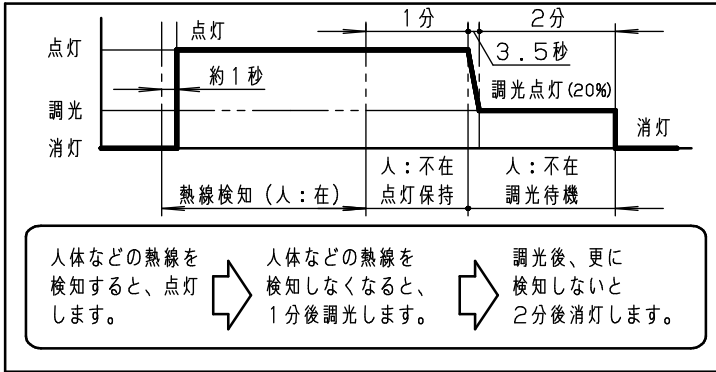 点灯
1分
2分
点灯
3.5秒
約1秒
調光点灯(20%)
調光
消灯
消灯
熱線検知(人:在)
人:不在
点灯保持
人:不在
調光待機
人体などの熱線を
検知すると、点灯
します。
人体などの熱線を
検知しなくなると、
1分後調光します。
調光後、更に
検知しないと
2分後消灯します。